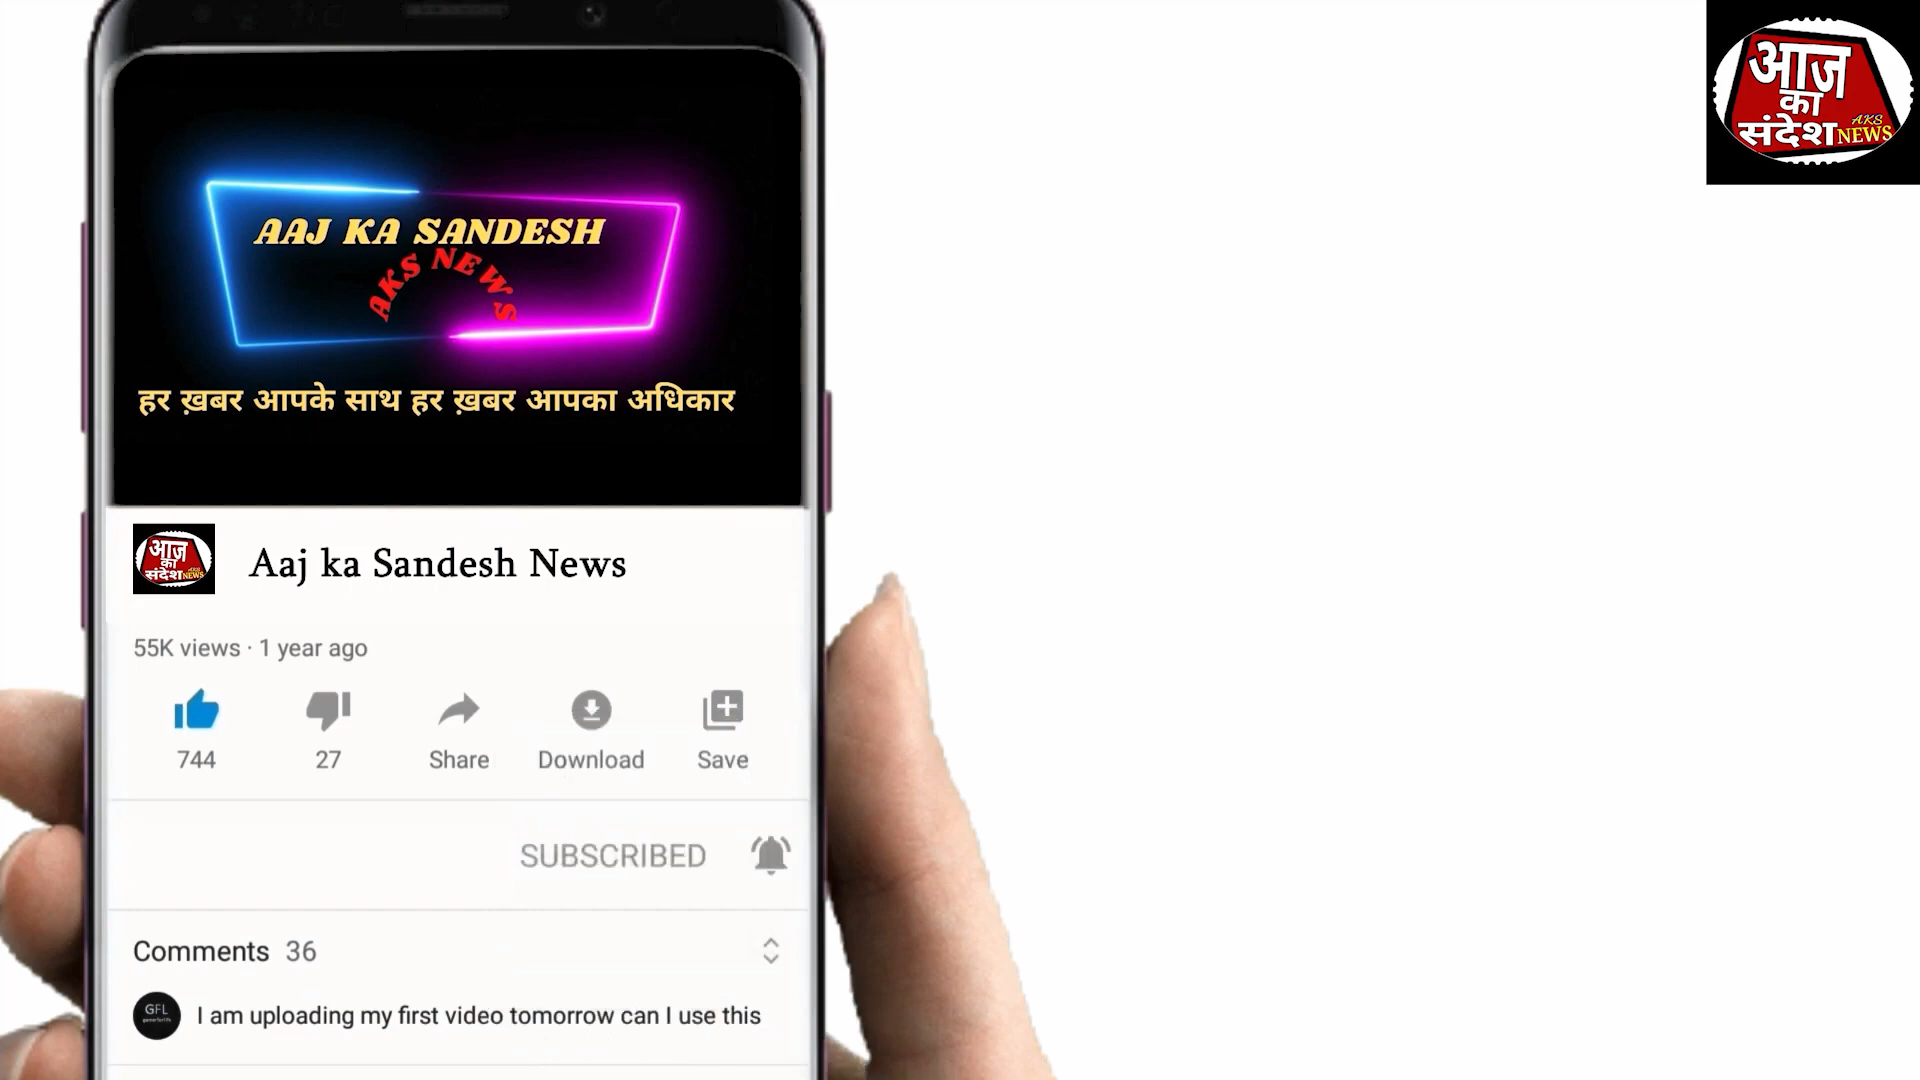 आज
का
संदेश
AKS
NEWS
AAJ KA SANDESH
AKS NEWS
हर ख़बर आपके साथ हर ख़बर आपका अधिकार
आज
का
संदेश
AKS
NEWS
Aaj ka Sandesh News
55K views · 1 year ago
744
27
Share
Download
Save
SUBSCRIBED
Comments 36
GFL
I am uploading my first video tomorrow can I use this